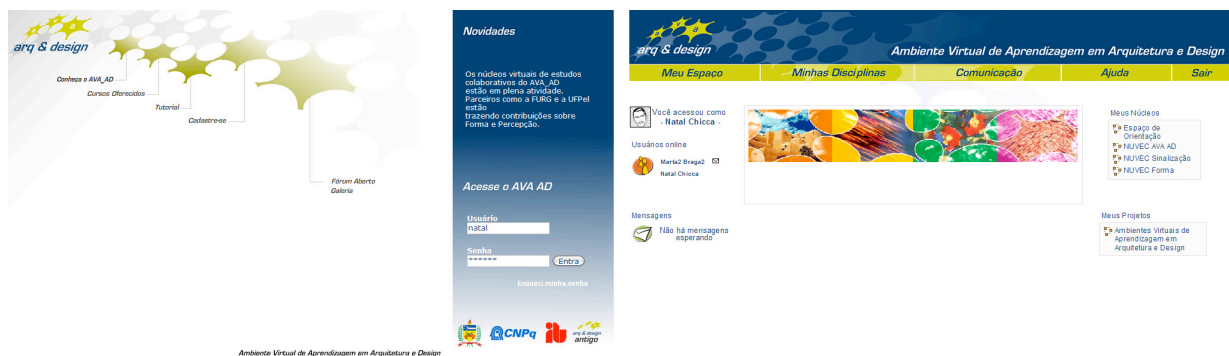 ava
arq & design
Conheça o AVA_AD
Cursos Oferecidos
Tutorial
Cadastre-se
Fórum Aberto
Galeria
Ambiente Virtual de Aprendizagem em Arquitetura e Design
Novidades
Os núcleos virtuais de estudos
colaborativos do AVA_AD
estão em plena atividade.
Parceiros como a FURG e a UFPel
estão
trazendo contribuições sobre
Forma e Percepção.
Acesse o AVA AD
Usuário
natal
Senha
******
Entra
Esqueci minha senha
CNPq
arq & design
antigo
ava
arq & design
Ambiente Virtual de Aprendizagem em Arquitetura e Design
Meu Espaço
Minhas Disciplinas
Comunicação
Ajuda
Sair
Você acessou como
- Natal Chicca -
Usuários online
Marta2 Braga2
Natal Chicca
Mensagens
Não há mensagens
esperando
Meus Núcleos
Espaço de
Orientação
NUVEC AVA AD
NUVEC Sinalização
NUVEC Forma
Meus Projetos
Ambientes Virtuais de
Aprendizagem em
Arquitetura e Design